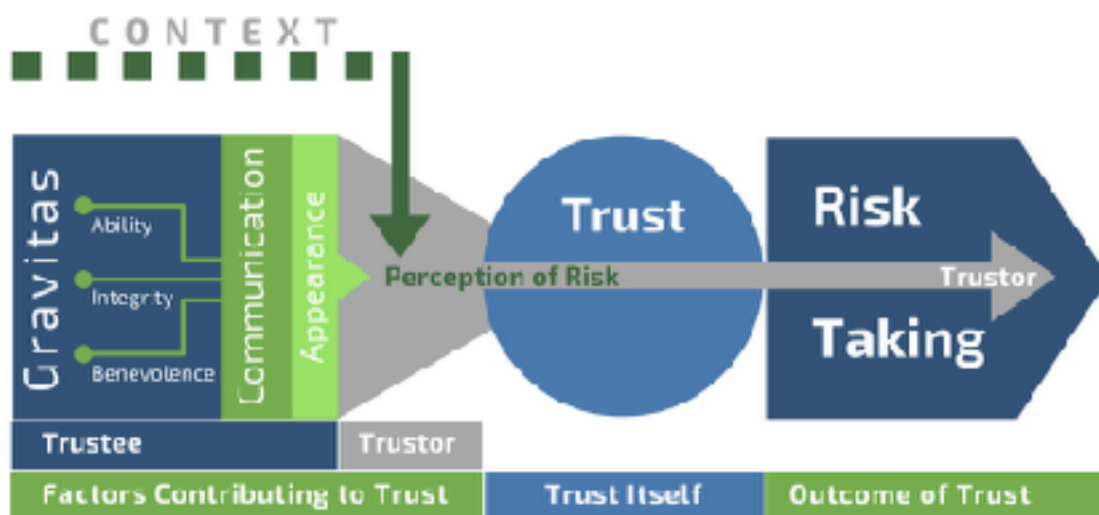 CONTEXT
Gravitas
Ability
Integrity
Benevolence
Communication
Appearance
Perception of Risk
Trust
Risk
Taking
Trustor
Trustee
Trustor
Factors Contributing to Trust
Trust Itself
Outcome of Trust